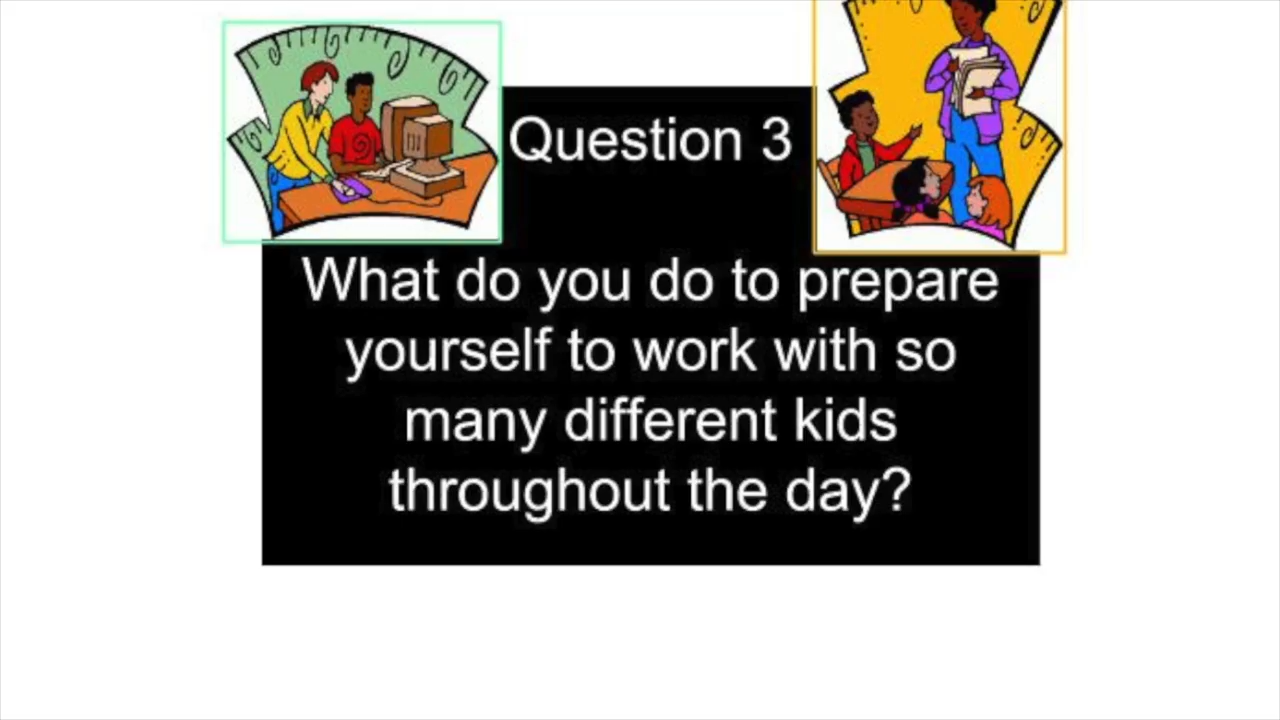 Question 3
What do you do to prepare
yourself to work with so
many different kids
throughout the day?